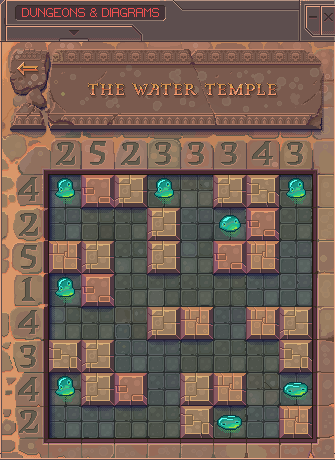 DUNGEONS & DIAGRAMS
THE WATER TEMPLE
2 5 2 3 3 3 4 3
4
2
5
1
4
3
4
2